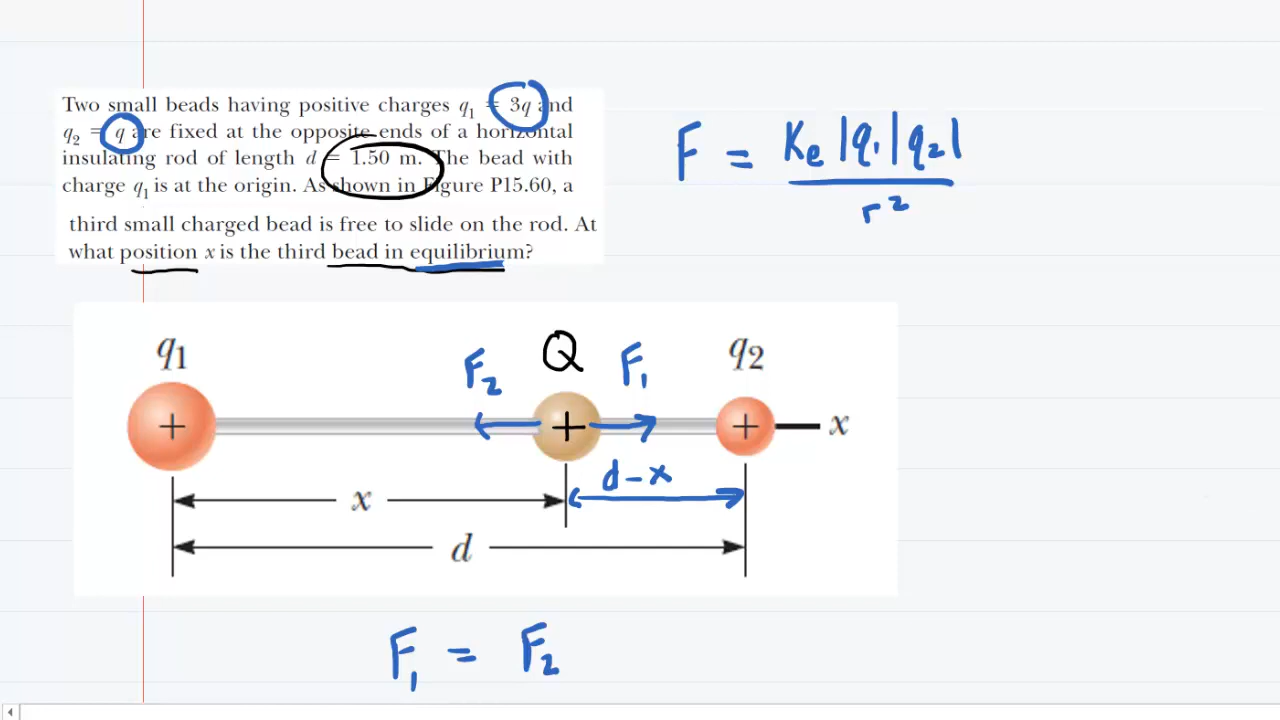 Two small beads having positive charges q₁ = 3q and
q₂ = q are fixed at the opposite ends of a horizontal
insulating rod of length d = 1.50 m. The bead with
charge q₁ is at the origin. As shown in Figure P15.60, a
third small charged bead is free to slide on the rod. At
what position x is the third bead in equilibrium?
F = Ke |q₁| |q₂|
r²
q₁ Q q₂
F₂ F₁
+ + + x
d-x
x
d
F₁ = F₂